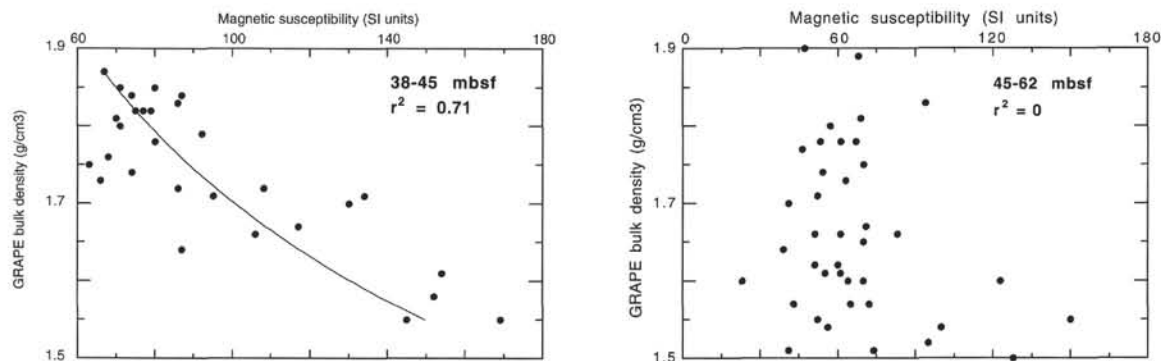 Magnetic susceptibility (SI units)
60 100 140 180
1.9
1.7
1.5
GRAPE bulk density (g/cm3)
38-45 mbsf
r² = 0.71
Magnetic susceptibility (SI units)
0 60 120 180
1.9
1.7
1.5
GRAPE bulk density (g/cm3)
45-62 mbsf
r² = 0